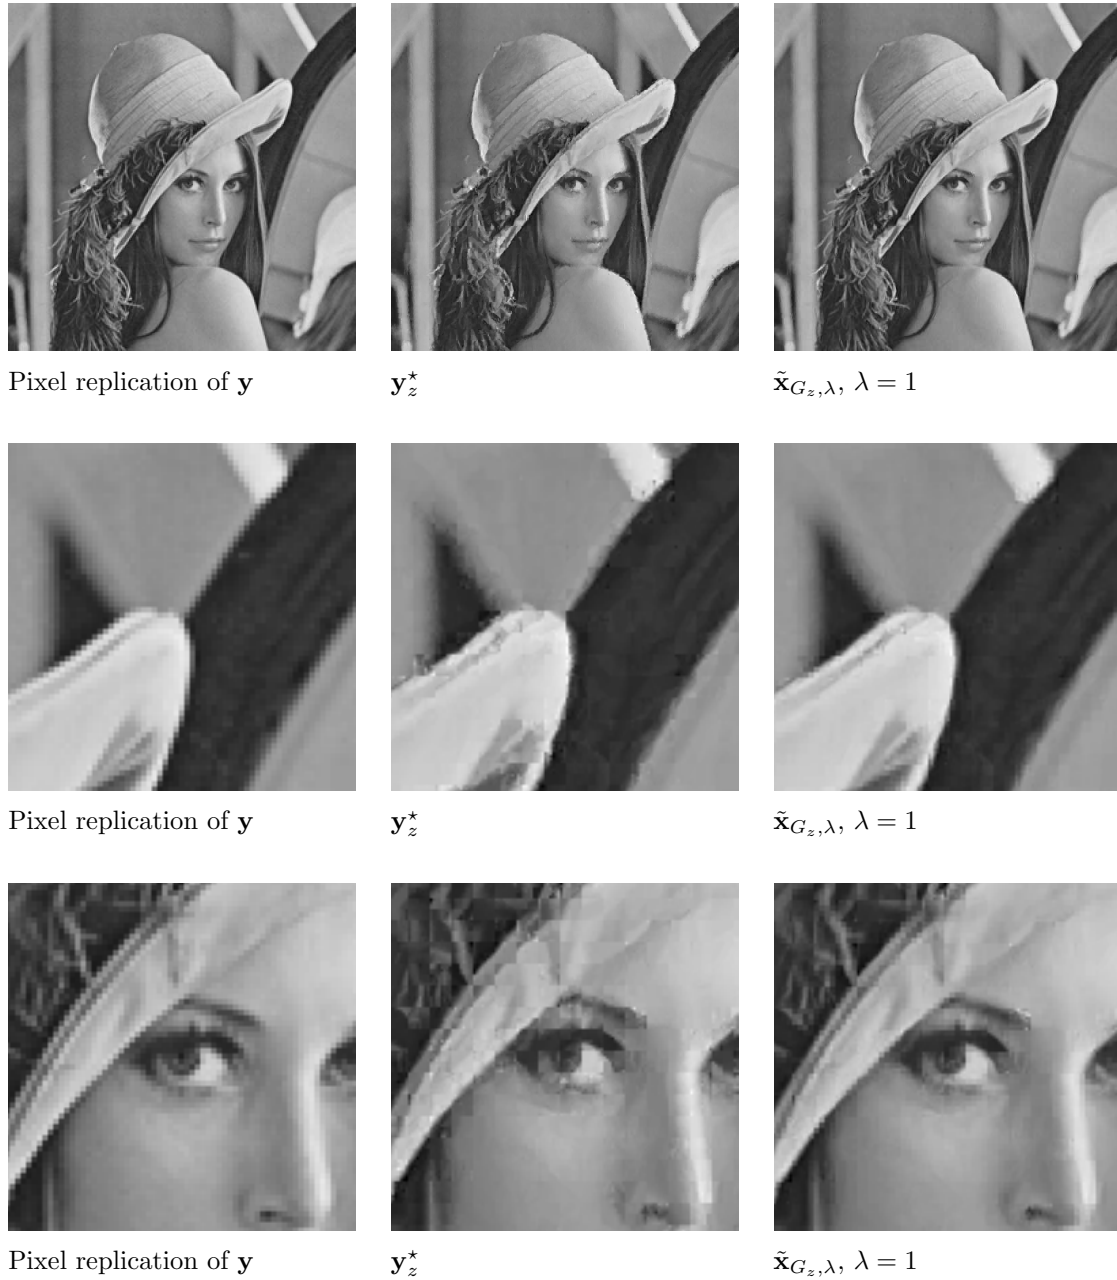 Pixel replication of y
y*z
x̃Gz,λ, λ = 1
Pixel replication of y
y*z
x̃Gz,λ, λ = 1
Pixel replication of y
y*z
x̃Gz,λ, λ = 1